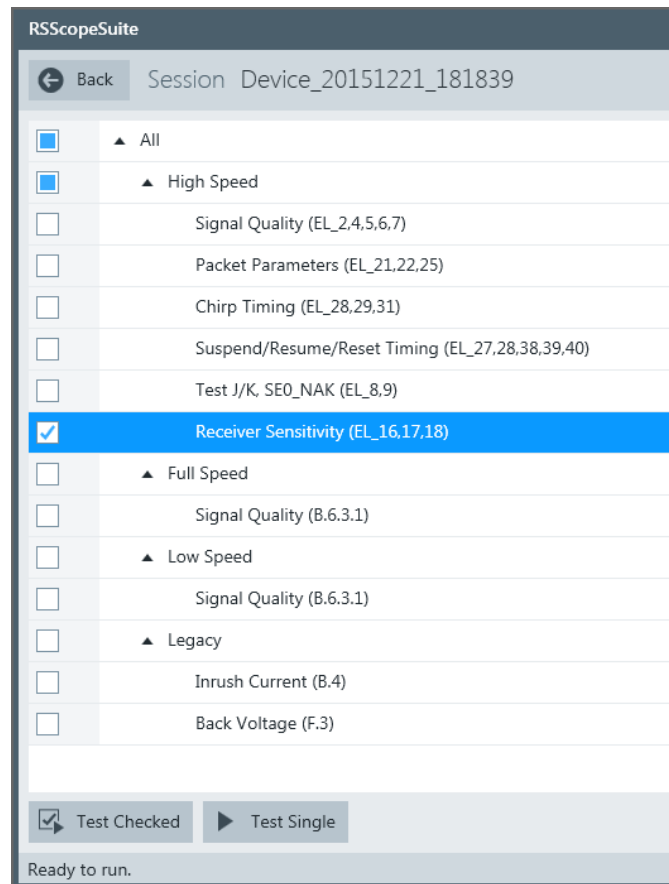 RSScopeSuite
Back Session Device_20151221_181839
All
High Speed
Signal Quality (EL_2,4,5,6,7)
Packet Parameters (EL_21,22,25)
Chirp Timing (EL_28,29,31)
Suspend/Resume/Reset Timing (EL_27,28,38,39,40)
Test J/K, SE0_NAK (EL_8,9)
Receiver Sensitivity (EL_16,17,18)
Full Speed
Signal Quality (B.6.3.1)
Low Speed
Signal Quality (B.6.3.1)
Legacy
Inrush Current (B.4)
Back Voltage (F.3)
Test Checked Test Single
Ready to run.